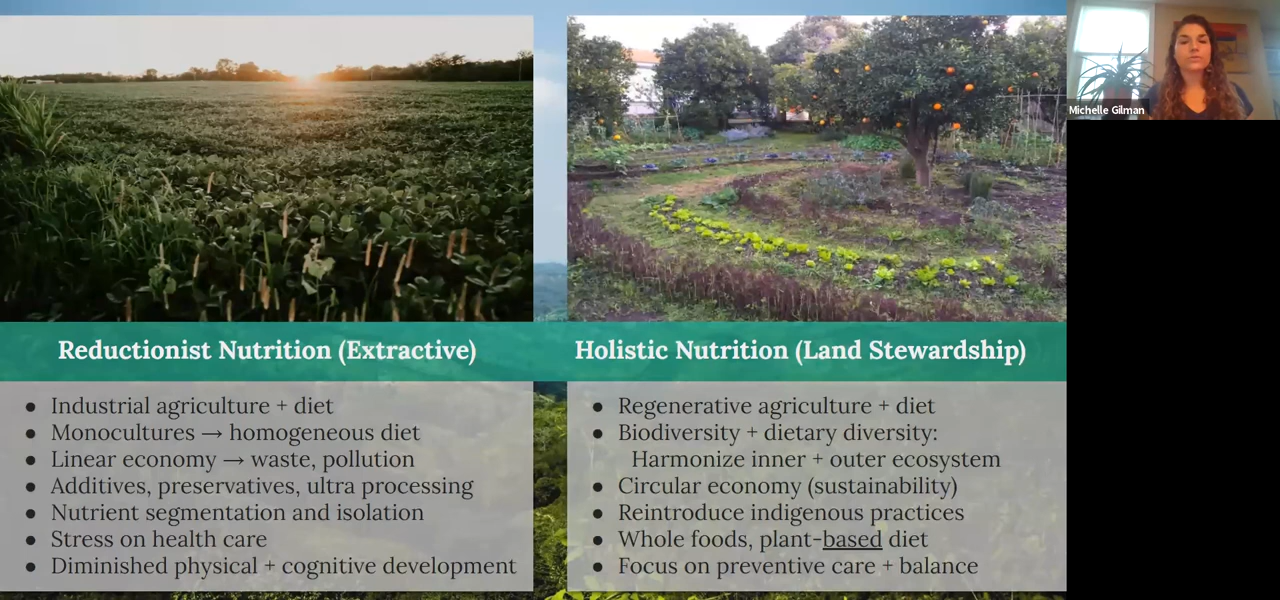 Michelle Gilman
Reductionist Nutrition (Extractive)
● Industrial agriculture + diet
● Monocultures → homogeneous diet
● Linear economy → waste, pollution
● Additives, preservatives, ultra processing
● Nutrient segmentation and isolation
● Stress on health care
● Diminished physical + cognitive development
Holistic Nutrition (Land Stewardship)
● Regenerative agriculture + diet
● Biodiversity + dietary diversity:
Harmonize inner + outer ecosystem
● Circular economy (sustainability)
● Reintroduce indigenous practices
● Whole foods, plant-based diet
● Focus on preventive care + balance